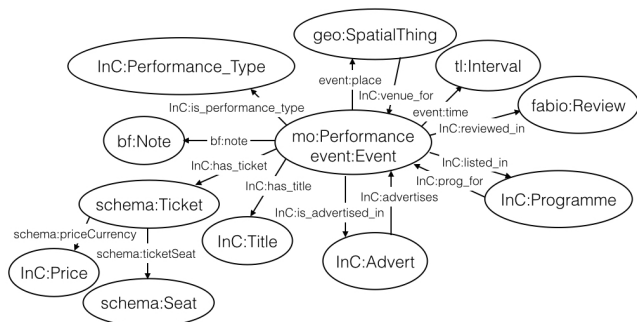 geo:SpatialThing
InC:Performance_Type
tl:Interval
event:place
InC:venue_for
fabio:Review
InC:is_performance_type
event:time
InC:reviewed_in
bf:Note
bf:note
mo:Performance
event:Event
InC:listed_in
InC:has_ticket
InC:prog_for
InC:has_title
InC:advertises
InC:Programme
schema:Ticket
InC:is_advertised_in
schema:priceCurrency
InC:Title
schema:ticketSeat
InC:Advert
InC:Price
schema:Seat